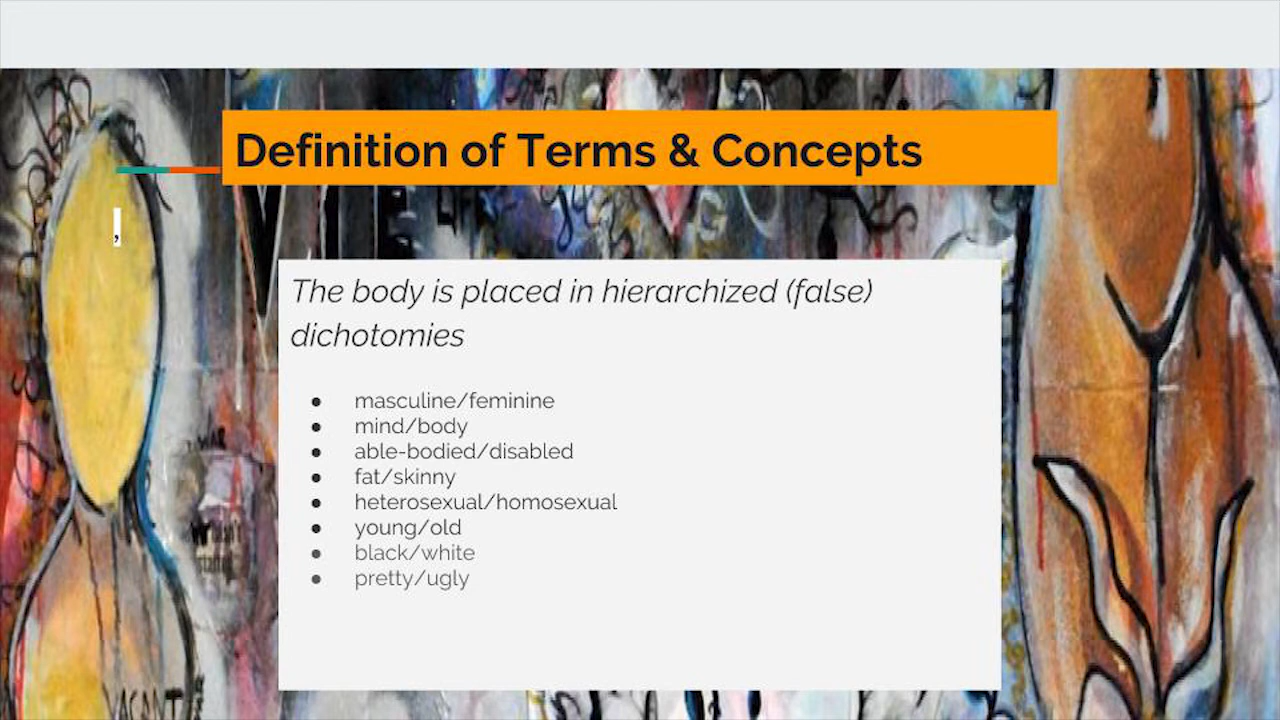 Definition of Terms & Concepts
,
The body is placed in hierarchized (false)
dichotomies
● masculine/feminine
● mind/body
● able-bodied/disabled
● fat/skinny
● heterosexual/homosexual
● young/old
● black/white
● pretty/ugly
VACANT